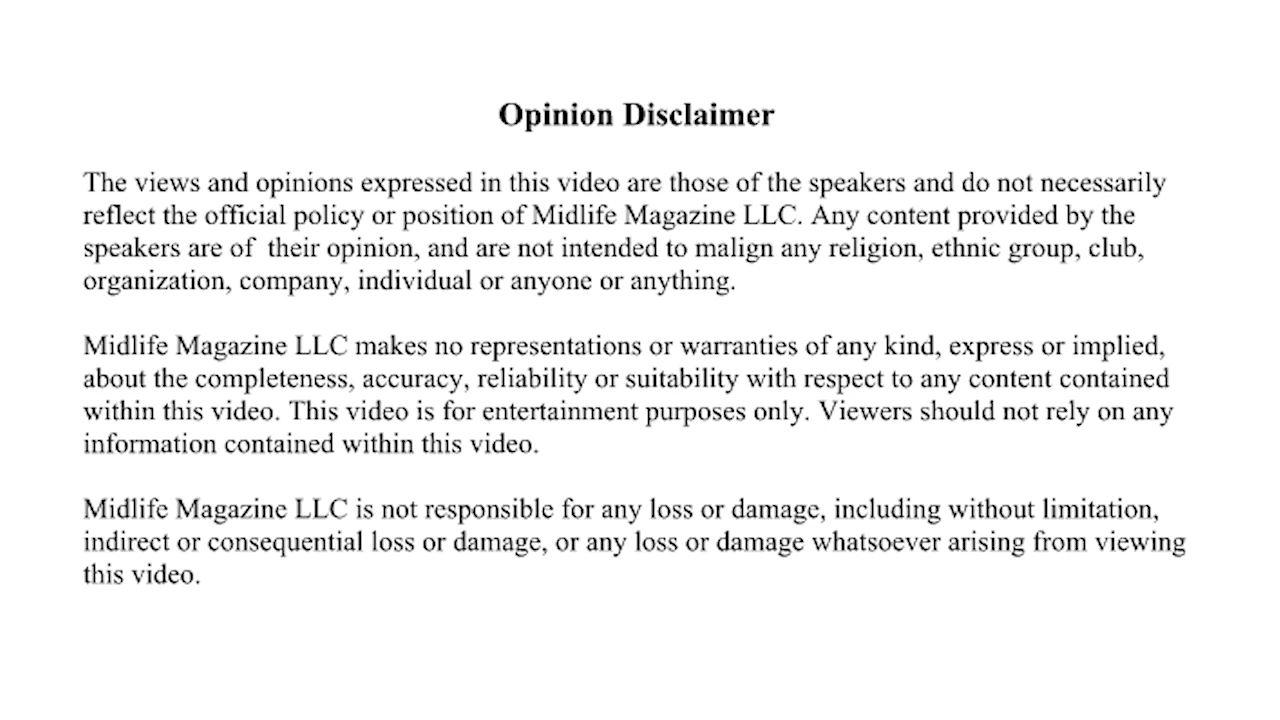 Opinion Disclaimer
The views and opinions expressed in this video are those of the speakers and do not necessarily
reflect the official policy or position of Midlife Magazine LLC. Any content provided by the
speakers are of  their opinion, and are not intended to malign any religion, ethnic group, club,
organization, company, individual or anyone or anything.
Midlife Magazine LLC makes no representations or warranties of any kind, express or implied,
about the completeness, accuracy, reliability or suitability with respect to any content contained
within this video. This video is for entertainment purposes only. Viewers should not rely on any
information contained within this video.
Midlife Magazine LLC is not responsible for any loss or damage, including without limitation,
indirect or consequential loss or damage, or any loss or damage whatsoever arising from viewing
this video.